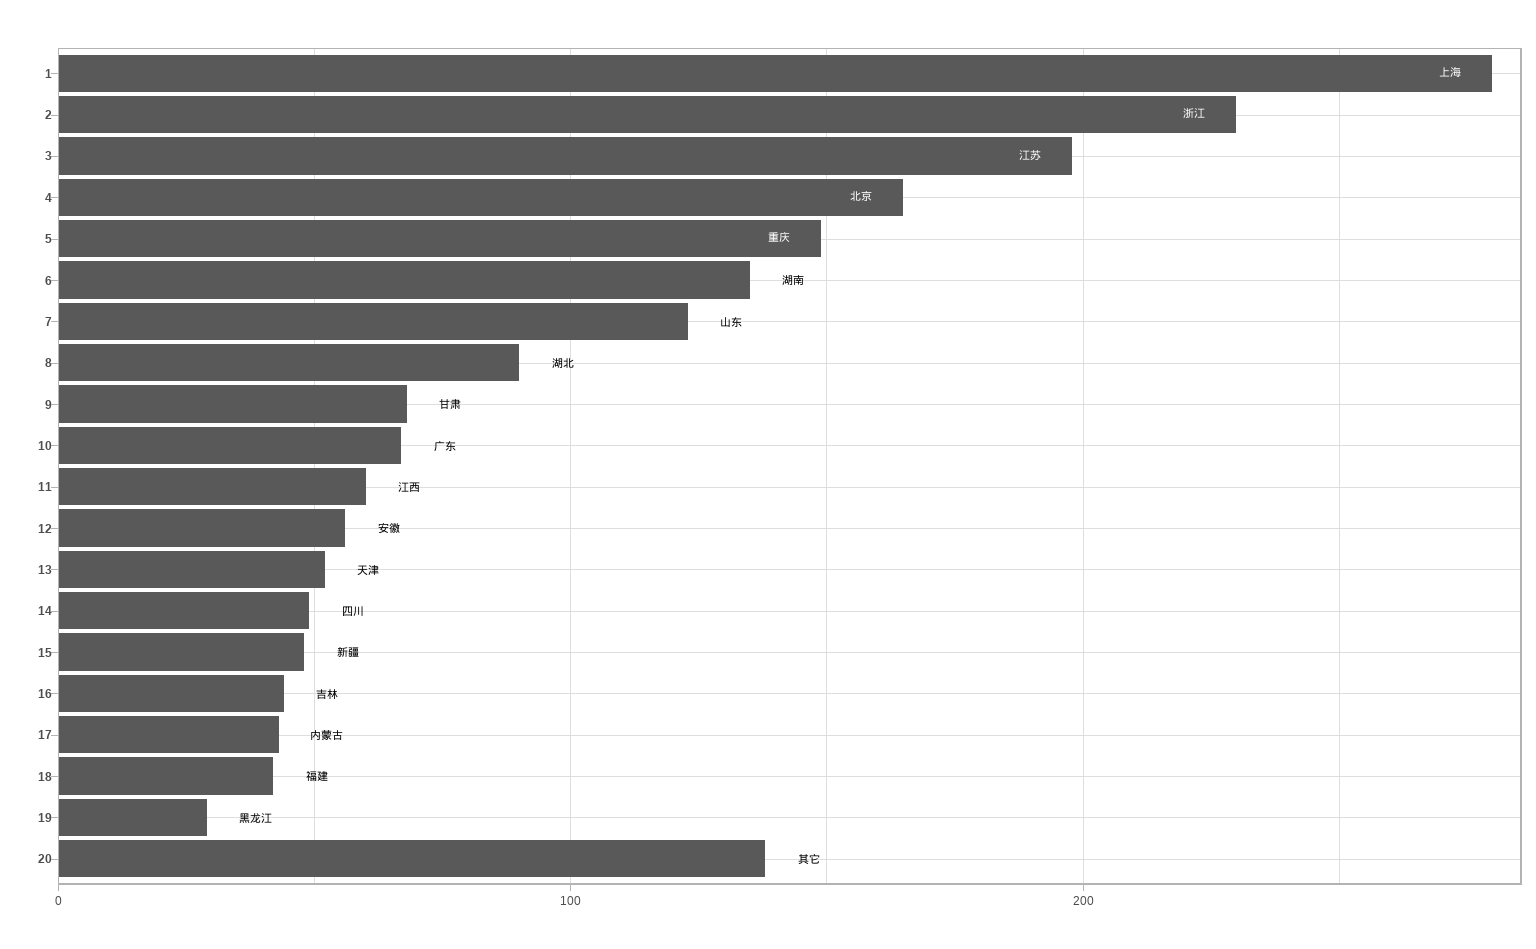 1 上海
2 浙江
3 江苏
4 北京
5 重庆
6 湖南
7 山东
8 湖北
9 甘肃
10 广东
11 江西
12 安徽
13 天津
14 四川
15 新疆
16 吉林
17 内蒙古
18 福建
19 黑龙江
20 其它
0 100 200